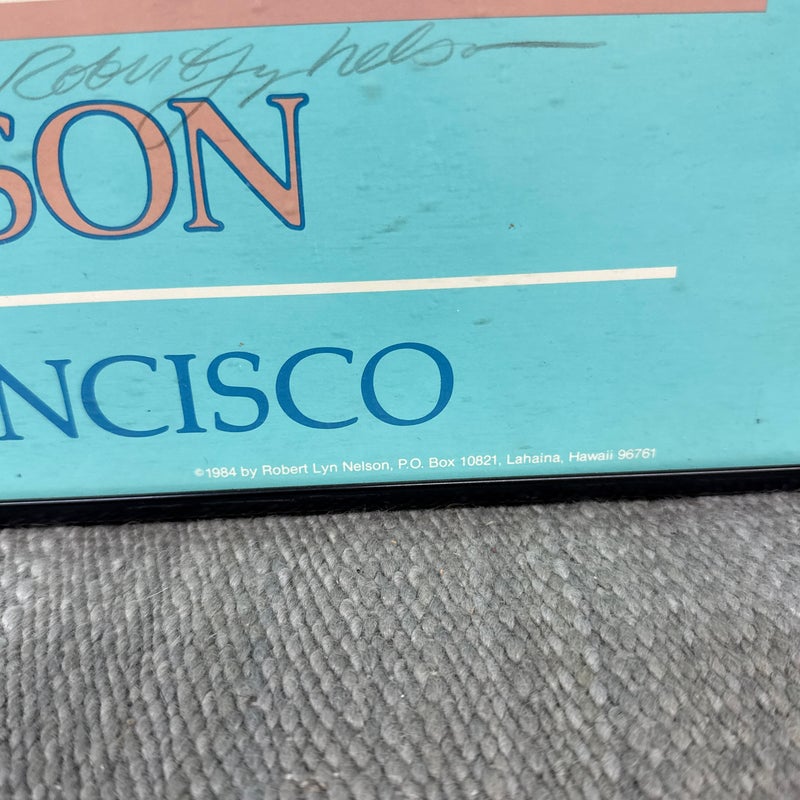 Robert Lyn Nelson
SON
NCISCO
©1984 by Robert Lyn Nelson, P.O. Box 10821, Lahaina, Hawaii 96761